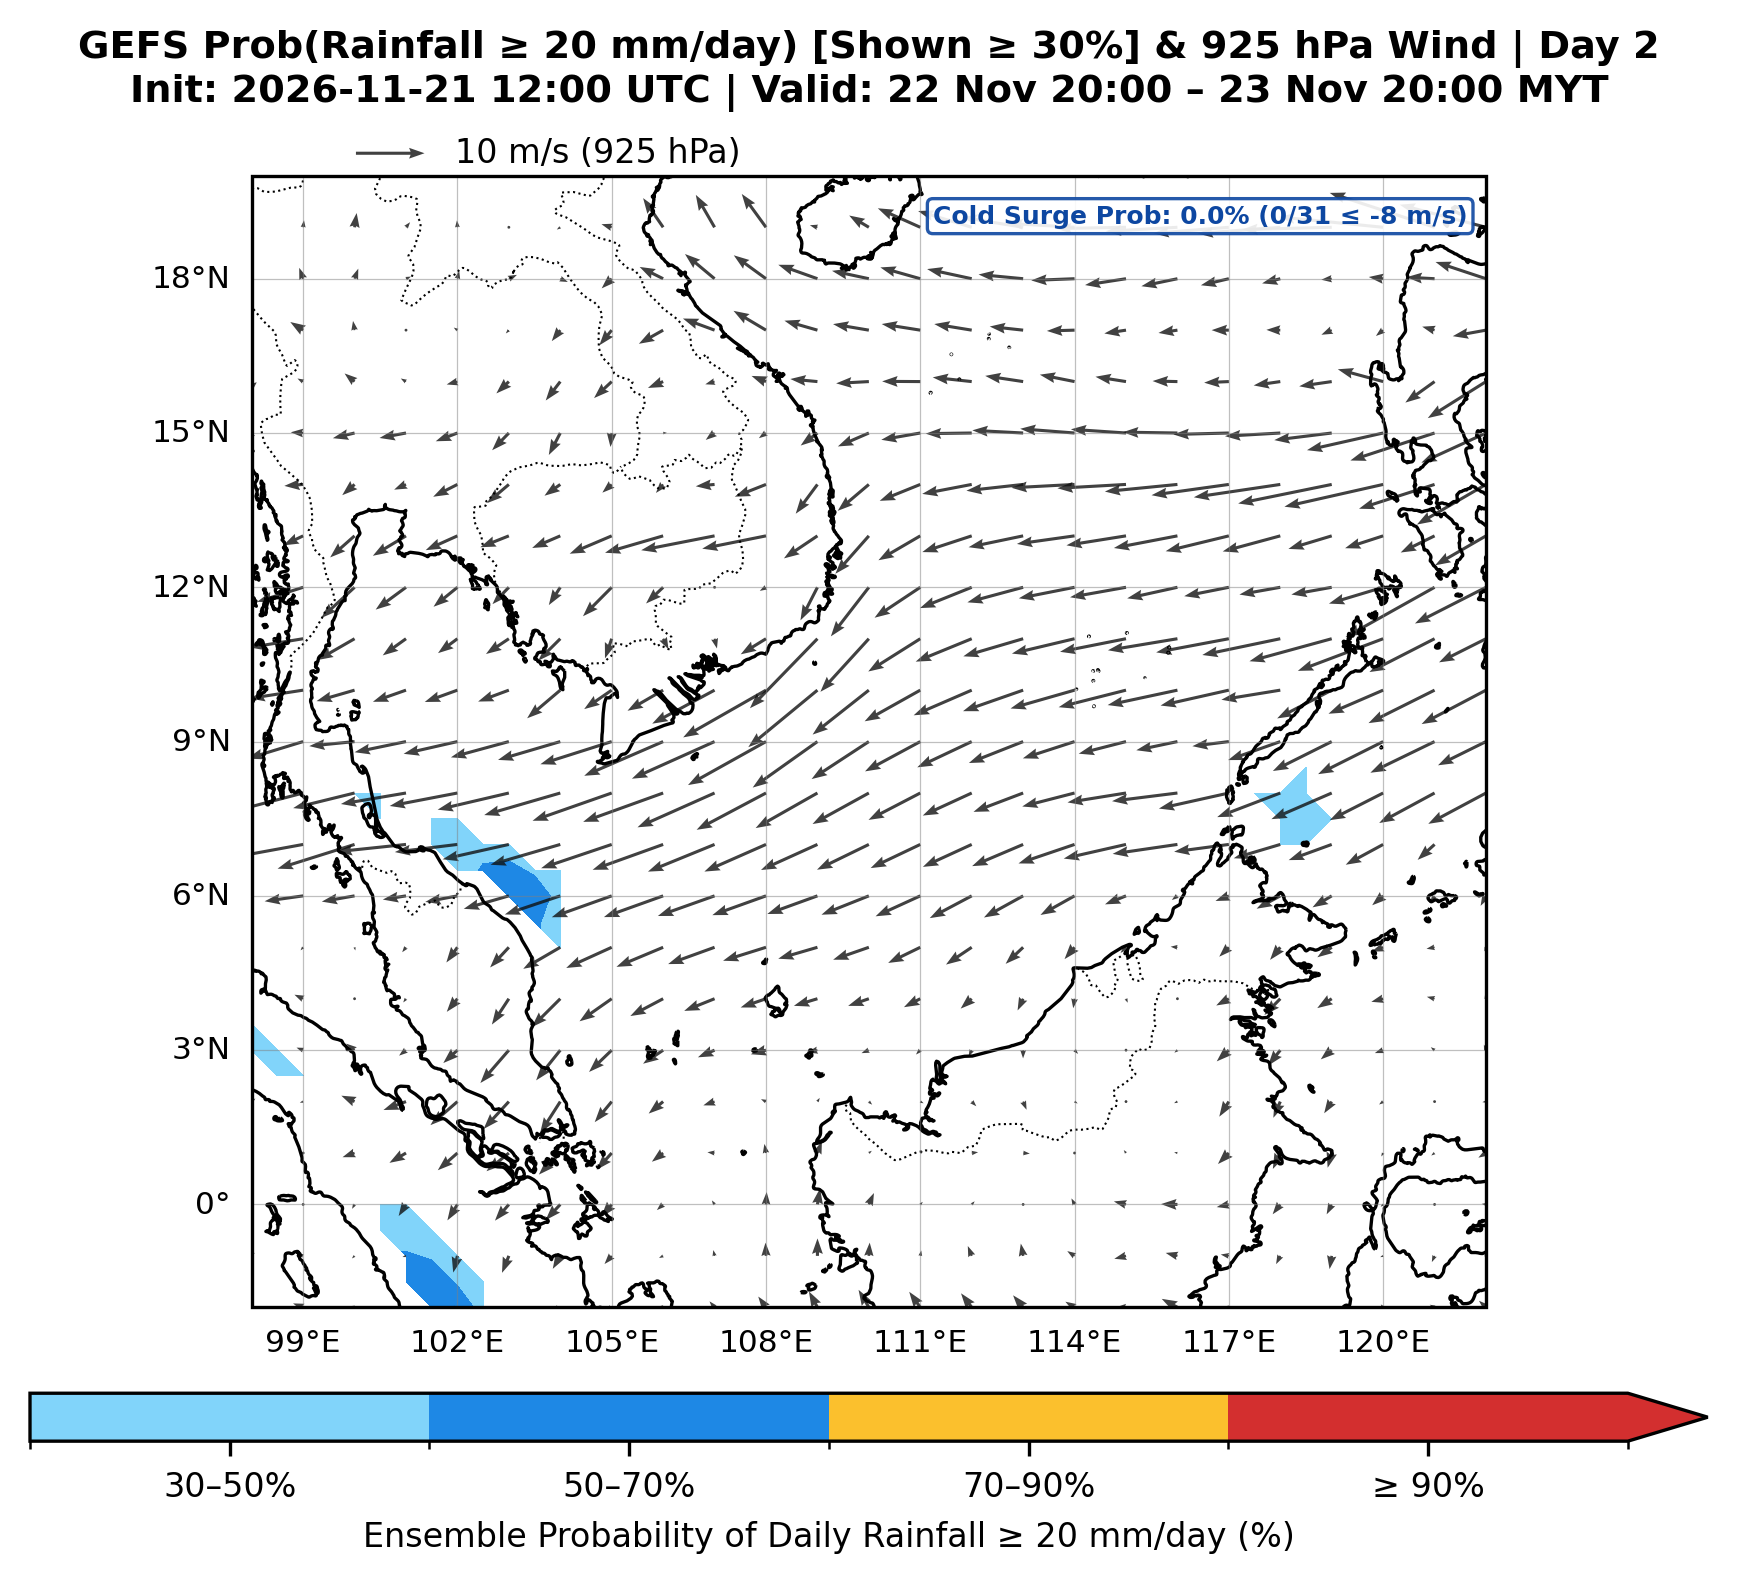 GEFS Prob(Rainfall ≥ 20 mm/day) [Shown ≥ 30%] & 925 hPa Wind | Day 2
Init: 2026-11-21 12:00 UTC | Valid: 22 Nov 20:00 – 23 Nov 20:00 MYT
10 m/s (925 hPa)
Cold Surge Prob: 0.0% (0/31 ≤ -8 m/s)
18°N
15°N
12°N
9°N
6°N
3°N
0°
99°E 102°E 105°E 108°E 111°E 114°E 117°E 120°E
30–50% 50–70% 70–90% ≥ 90%
Ensemble Probability of Daily Rainfall ≥ 20 mm/day (%)